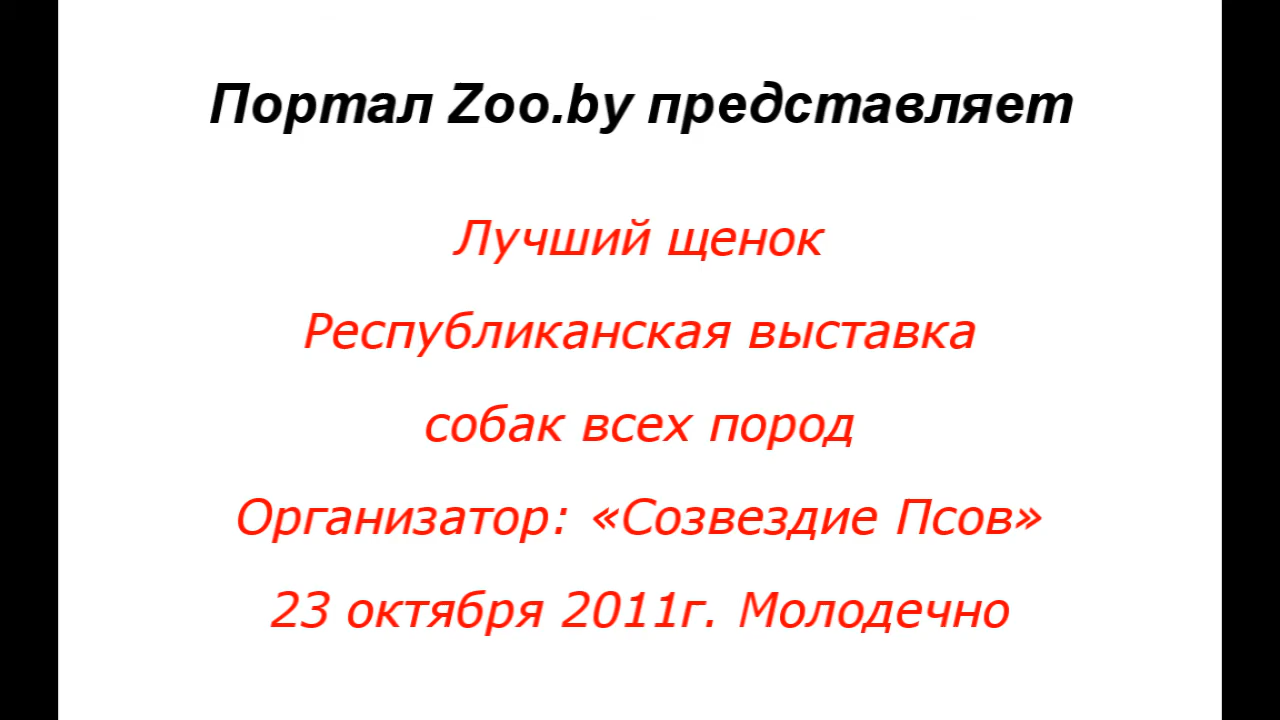 Портал Zoo.by представляет
Лучший щенок
Республиканская выставка
собак всех пород
Организатор: «Созвездие Псов»
23 октября 2011г. Молодечно